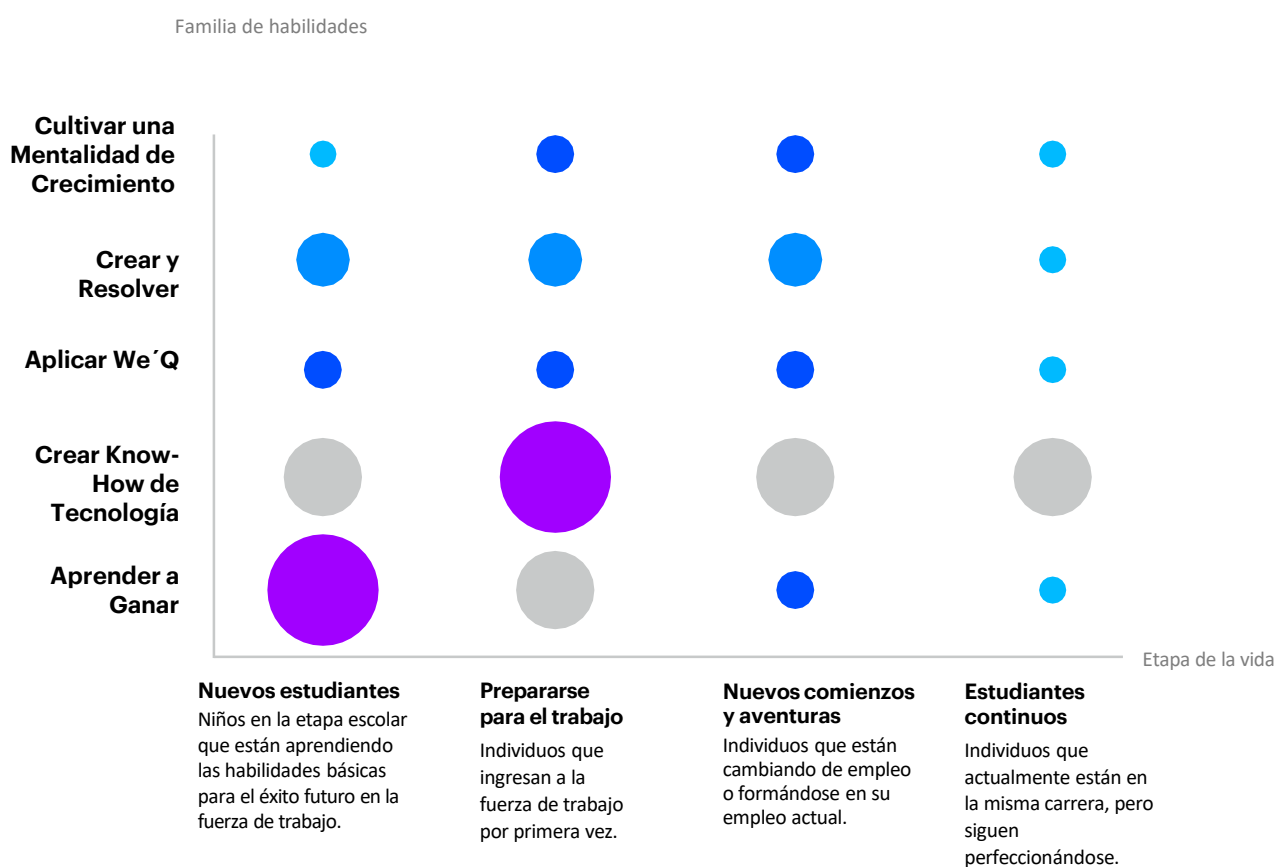 Familia de habilidades
Cultivar una
Mentalidad de
Crecimiento
Crear y
Resolver
Aplicar We´Q
Crear Know-
How de
Tecnología
Aprender a
Ganar
Etapa de la vida
Nuevos estudiantes
Niños en la etapa escolar
que están aprendiendo
las habilidades básicas
para el éxito futuro en la
fuerza de trabajo.
Prepararse
para el trabajo
Individuos que
ingresan a la
fuerza de trabajo
por primera vez.
Nuevos comienzos
y aventuras
Individuos que están
cambiando de empleo
o formándose en su
empleo actual.
Estudiantes
continuos
Individuos que
actualmente están en
la misma carrera, pero
siguen
perfeccionándose.